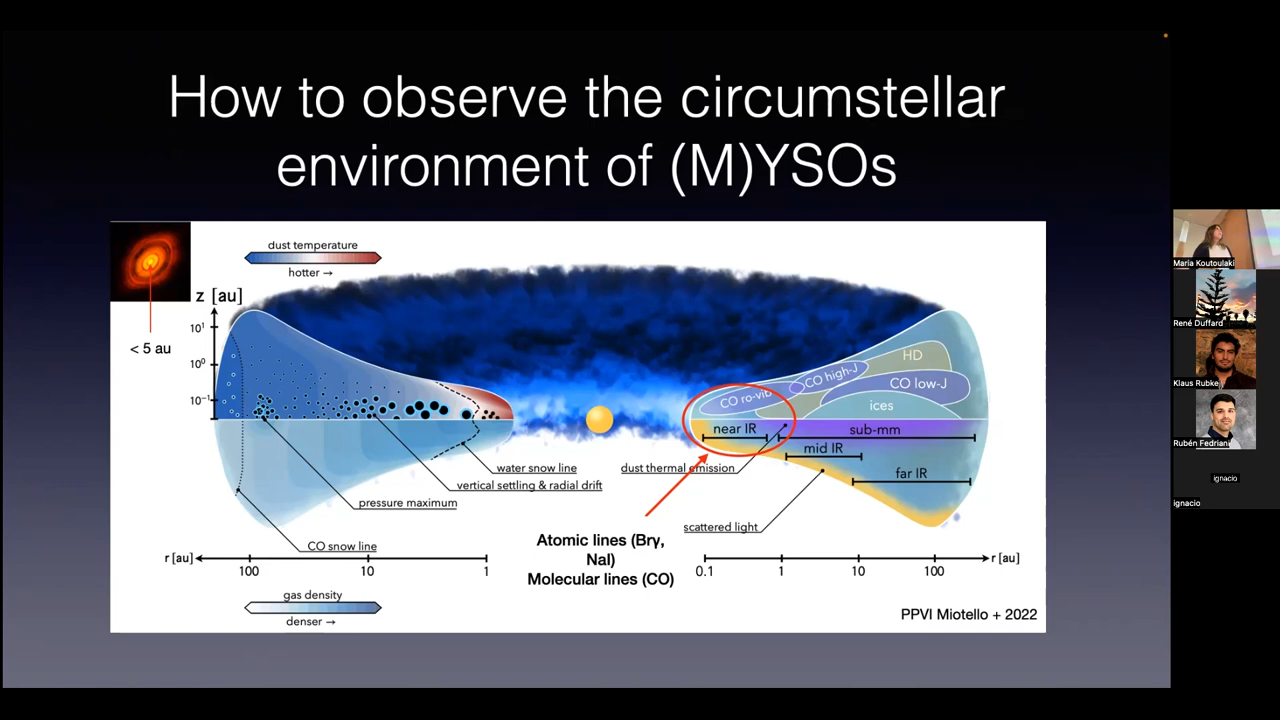 How to observe the circumstellar
environment of (M)YSOs
dust temperature
hotter →
z [au]
10¹
10⁰
10⁻¹
< 5 au
HD
CO high-J
CO ro-vib
CO low-J
ices
near IR
sub-mm
mid IR
far IR
water snow line
dust thermal emission
vertical settling & radial drift
pressure maximum
scattered light
CO snow line
Atomic lines (Brγ,
NaI)
Molecular lines (CO)
r [au]
100
10
1
0.1
1
10
100
r [au]
gas density
denser →
PPVI Miotello + 2022
Maria Koutoulaki
René Duffard
Klaus Rubke
Rubén Fedriani
ignacio
ignacio